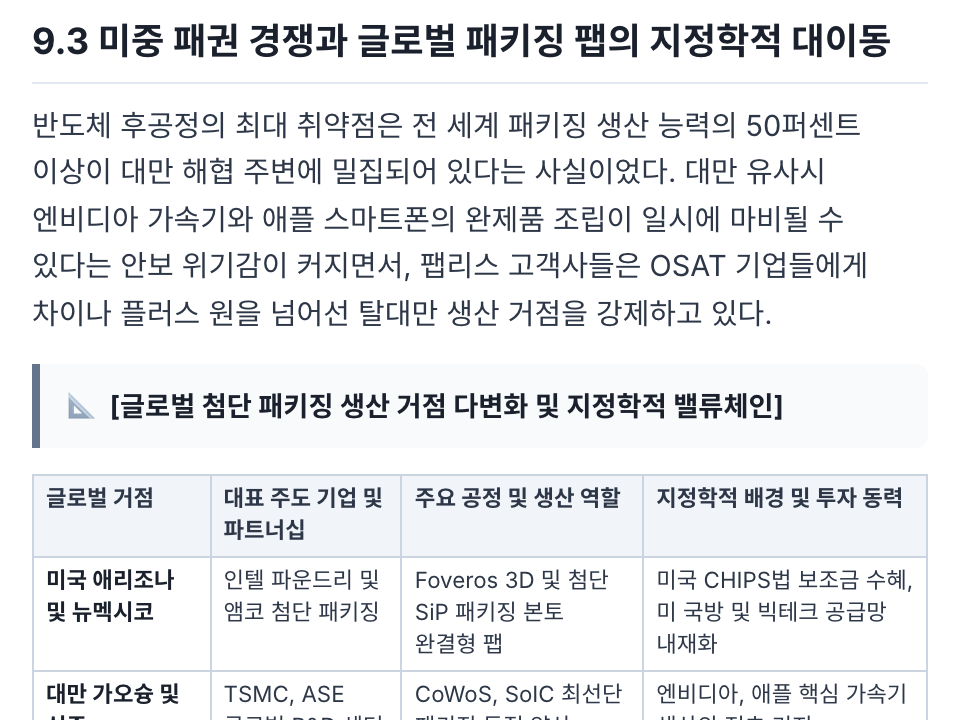 9.3 미중 패권 경쟁과 글로벌 패키징 팹의 지정학적 대이동
반도체 후공정의 최대 취약점은 전 세계 패키징 생산 능력의 50퍼센트
이상이 대만 해협 주변에 밀집되어 있다는 사실이었다. 대만 유사시
엔비디아 가속기와 애플 스마트폰의 완제품 조립이 일시에 마비될 수
있다는 안보 위기감이 커지면서, 팹리스 고객사들은 OSAT 기업들에게
차이나 플러스 원을 넘어선 탈대만 생산 거점을 강제하고 있다.
[글로벌 첨단 패키징 생산 거점 다변화 및 지정학적 밸류체인]
글로벌 거점
대표 주도 기업 및
파트너십
주요 공정 및 생산 역할
지정학적 배경 및 투자 동력
미국 애리조나
및 뉴멕시코
인텔 파운드리 및
앰코 첨단 패키징
Foveros 3D 및 첨단
SiP 패키징 본토
완결형 팹
미국 CHIPS법 보조금 수혜,
미 국방 및 빅테크 공급망
내재화
대만 가오슝 및
TSMC, ASE
CoWoS, SoIC 최선단
엔비디아, 애플 핵심 가속기